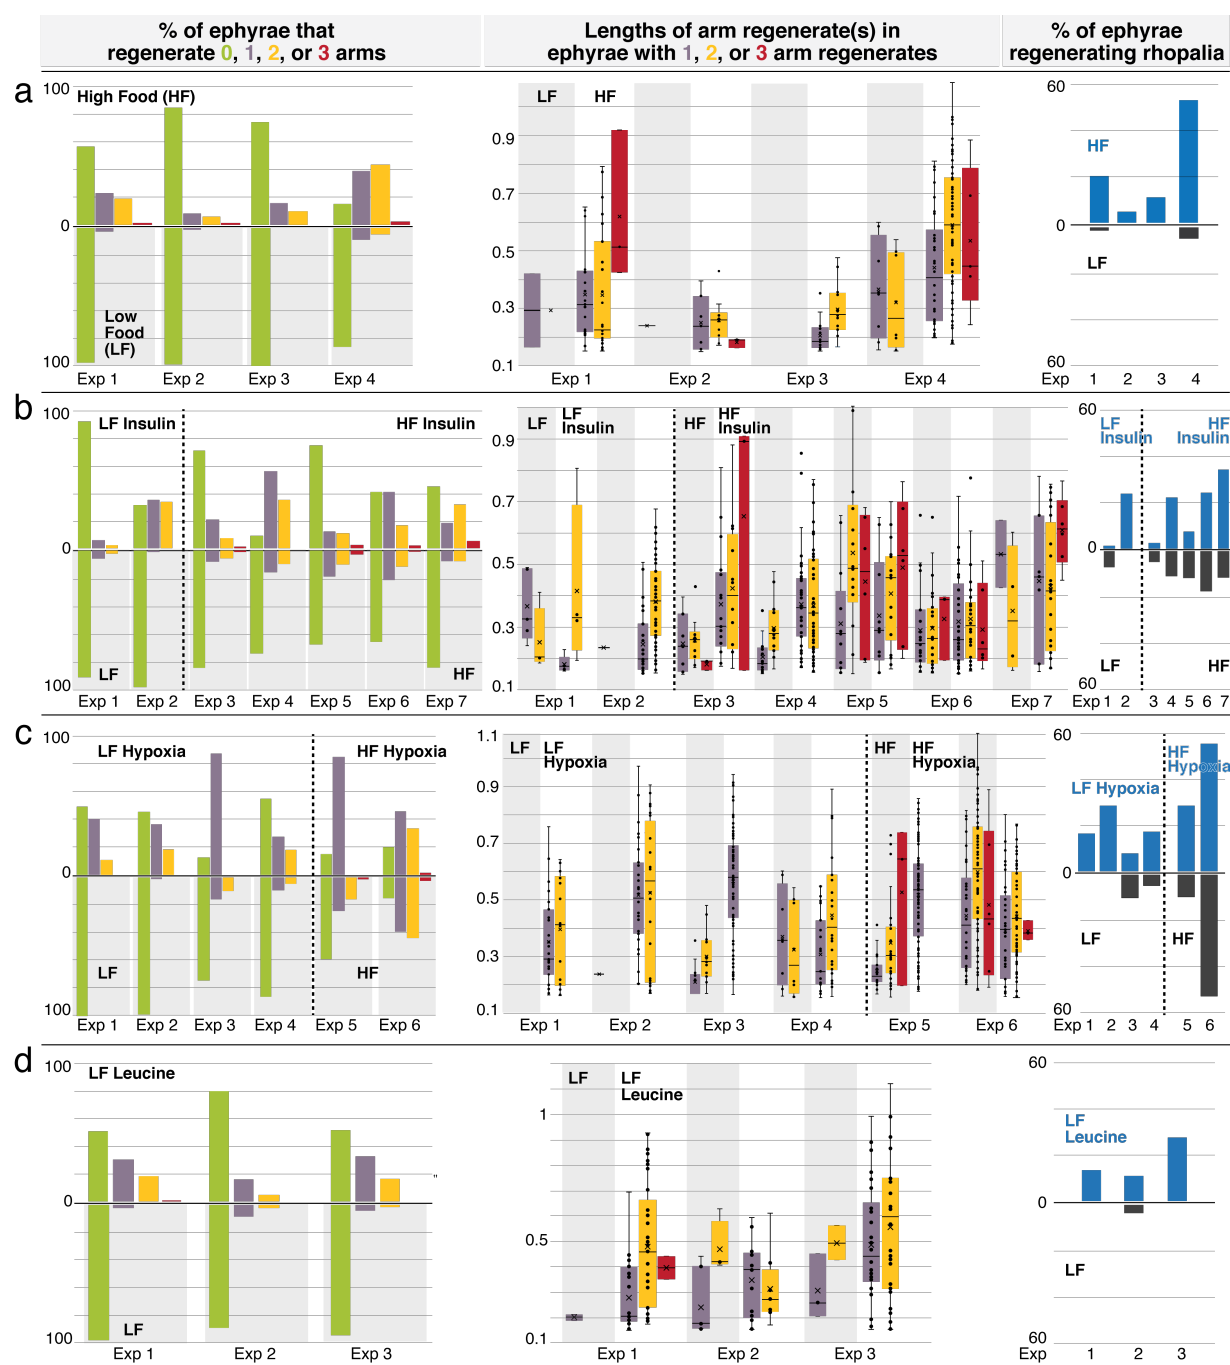 % of ephyrae that
regenerate 0, 1, 2, or 3 arms
Lengths of arm regenerate(s) in
ephyrae with 1, 2, or 3 arm regenerates
% of ephyrae
regenerating rhopalia
a
100
High Food (HF)
0
Low
Food
(LF)
100
Exp 1 Exp 2 Exp 3 Exp 4
LF HF
0.9
0.7
0.5
0.3
0.1
Exp 1 Exp 2 Exp 3 Exp 4
60
HF
0
LF
60
Exp 1 2 3 4
b
100
LF Insulin HF Insulin
0
LF HF
100
Exp 1 Exp 2 Exp 3 Exp 4 Exp 5 Exp 6 Exp 7
LF LF
Insulin
HF HF
Insulin
0.9
0.7
0.5
0.3
0.1
Exp 1 Exp 2 Exp 3 Exp 4 Exp 5 Exp 6 Exp 7
60
LF
Insulin
HF
Insulin
0
LF HF
60
Exp 1 2 3 4 5 6 7
c
100
LF Hypoxia HF Hypoxia
0
LF HF
100
Exp 1 Exp 2 Exp 3 Exp 4 Exp 5 Exp 6
1.1
LF LF
Hypoxia
HF HF
Hypoxia
0.9
0.7
0.5
0.3
0.1
Exp 1 Exp 2 Exp 3 Exp 4 Exp 5 Exp 6
60
HF
Hypoxia
LF Hypoxia
0
LF HF
60
Exp 1 2 3 4 5 6
d
100
LF Leucine
"
0
LF
100
Exp 1 Exp 2 Exp 3
LF LF
Leucine
1
0.5
0.1
Exp 1 Exp 2 Exp 3
60
LF
Leucine
0
LF
60
Exp 1 2 3